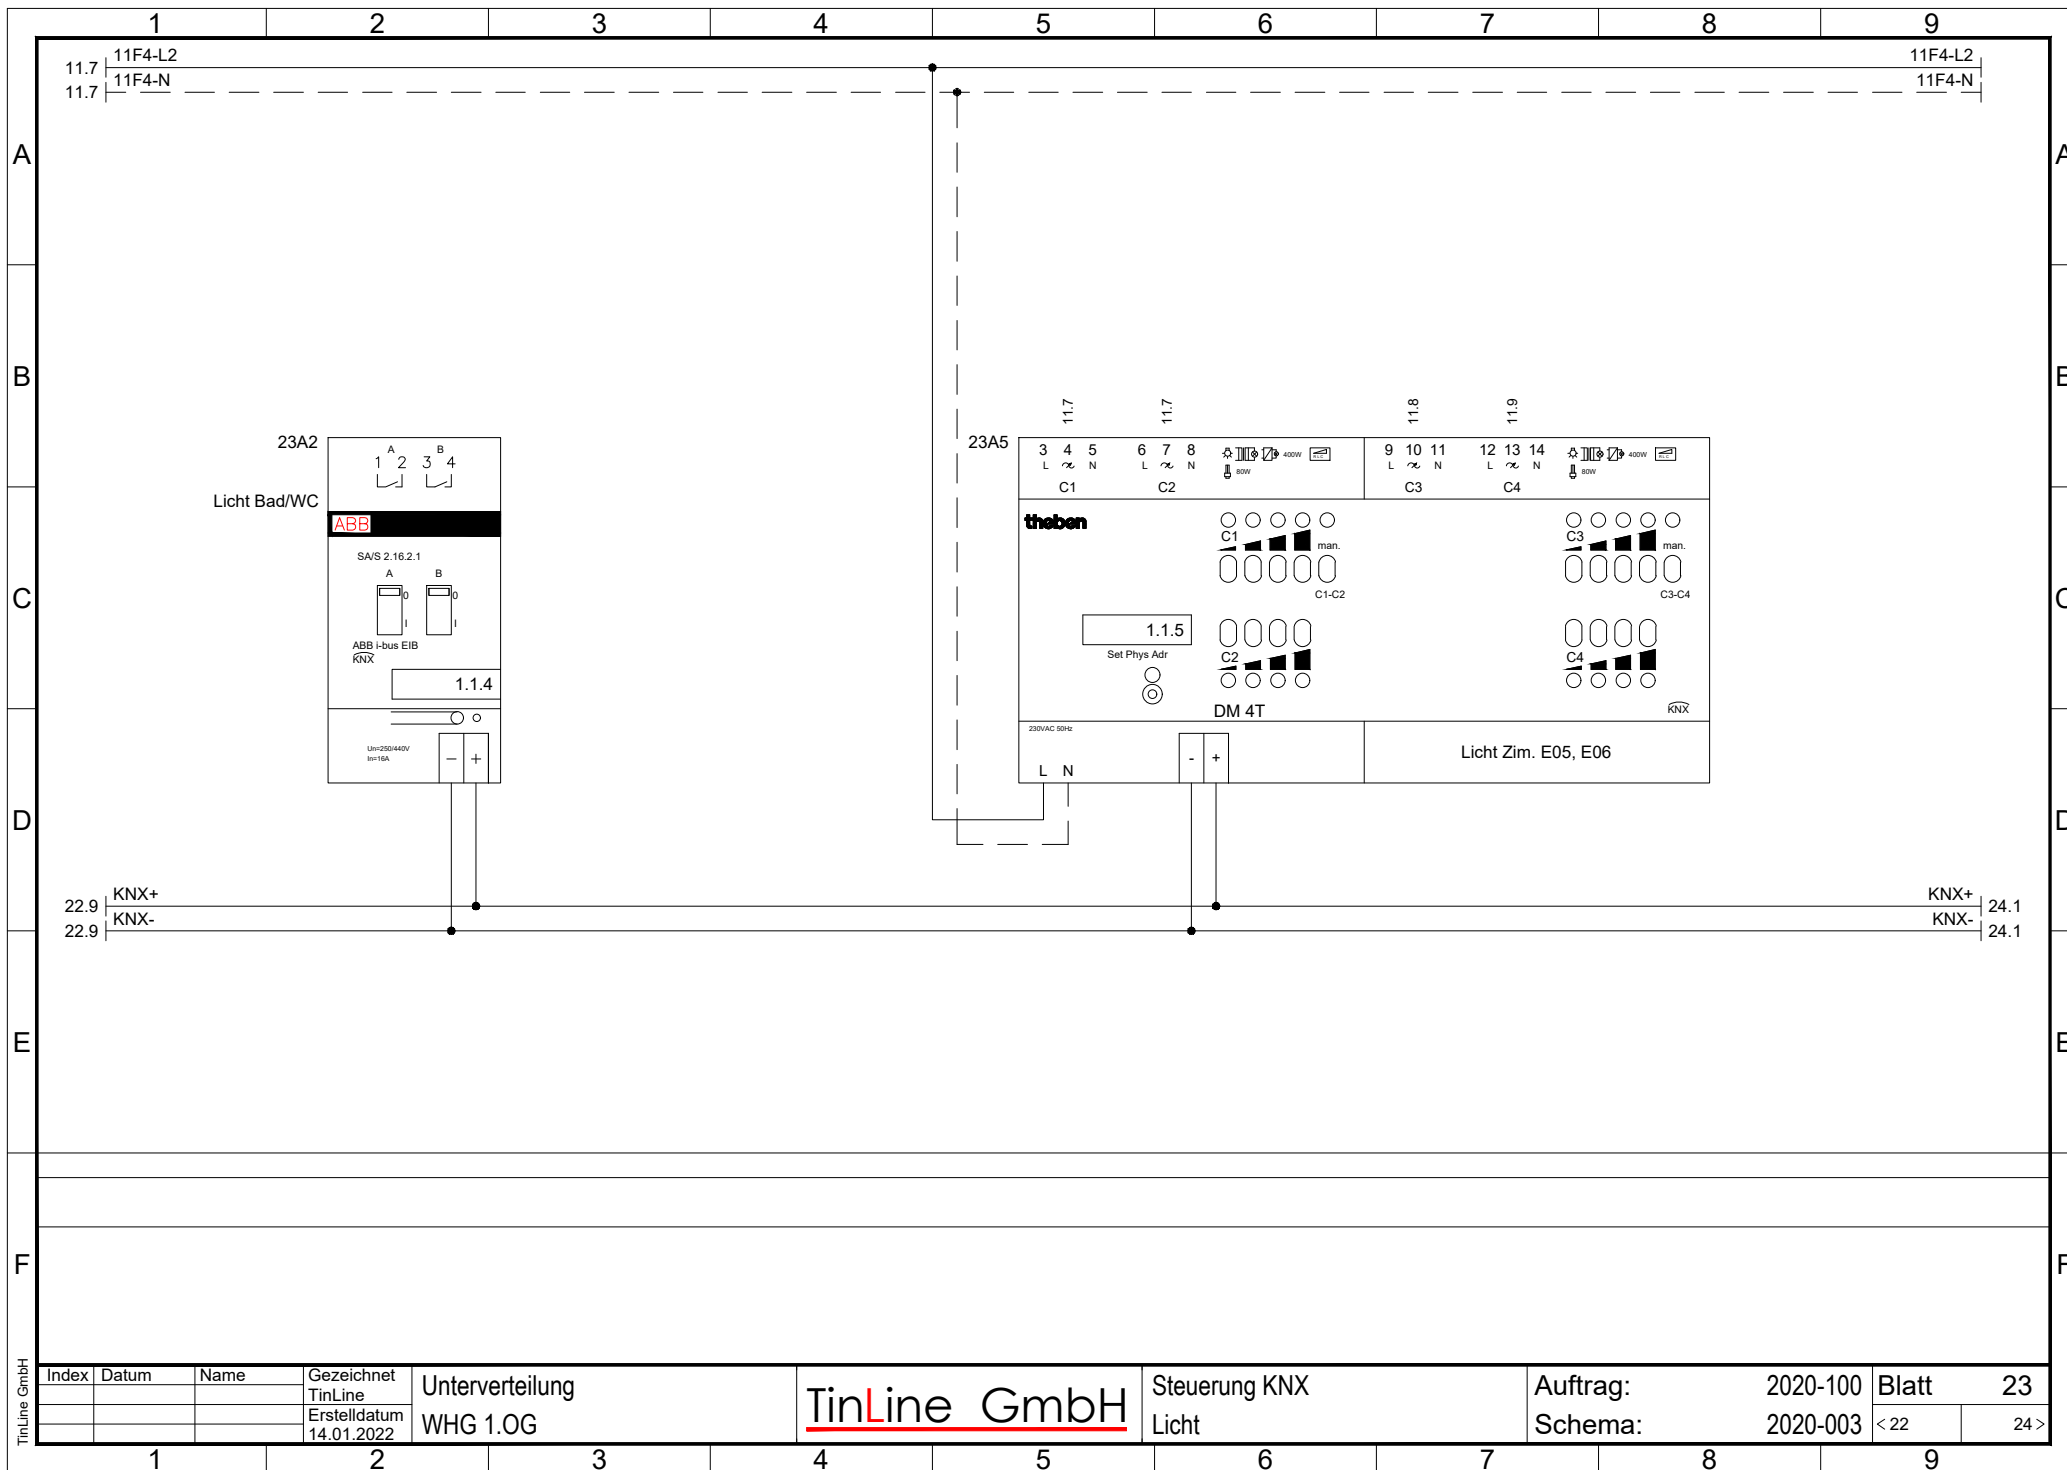 1 2 3 4 5 6 7 8 9
11.7 11F4-L2 11F4-L2
11.7 11F4-N 11F4-N
A A
B B
11.7 11.7 11.8 11.9
23A2
A B
1 2 3 4
Licht Bad/WC
ABB
SA/S 2.16.2.1
A B
0 0
I I
ABB i-bus EIB
KNX
1.1.4
Un=250/440V
In=16A
− +
23A5
3 4 5 6 7 8 400W 9 10 11 12 13 14 400W
L N L N 80W L N L N 80W
R L C R L C
C1 C2 C3 C4
theben
C1 man. C3 man.
C1-C2 C3-C4
1.1.5
Set Phys Adr
C2 C4
DM 4T KNX
230VAC 50Hz
L N - +
Licht Zim. E05, E06
C C
D D
22.9 KNX+ KNX+ 24.1
22.9 KNX- KNX- 24.1
E E
F F
TinLine GmbH
Index Datum Name Gezeichnet
TinLine
Erstelldatum
14.01.2022
Unterverteilung
WHG 1.OG
TinLine GmbH
Steuerung KNX
Licht
Auftrag: 2020-100
Schema: 2020-003
Blatt 23
< 22 24 >
1 2 3 4 5 6 7 8 9